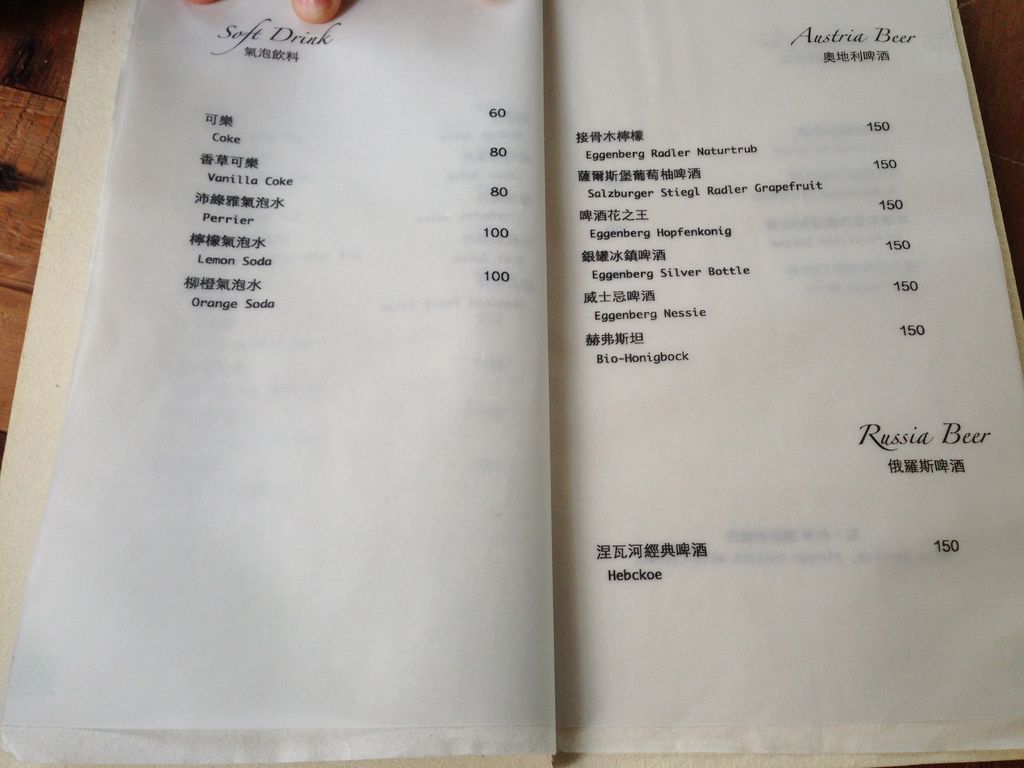 Soft Drink
氣泡飲料
可樂 60
Coke
香草可樂 80
Vanilla Coke
沛綠雅氣泡水 80
Perrier
檸檬氣泡水 100
Lemon Soda
柳橙氣泡水 100
Orange Soda
Austria Beer
奧地利啤酒
接骨木檸檬 150
Eggenberg Radler Naturtrub
薩爾斯堡葡萄柚啤酒 150
Salzburger Stiegl Radler Grapefruit
啤酒花之王 150
Eggenberg Hopfenkonig
銀罐冰鎮啤酒 150
Eggenberg Silver Bottle
威士忌啤酒 150
Eggenberg Nessie
赫弗斯坦 150
Bio-Honigbock
Russia Beer
俄羅斯啤酒
涅瓦河經典啤酒 150
Hebckoe